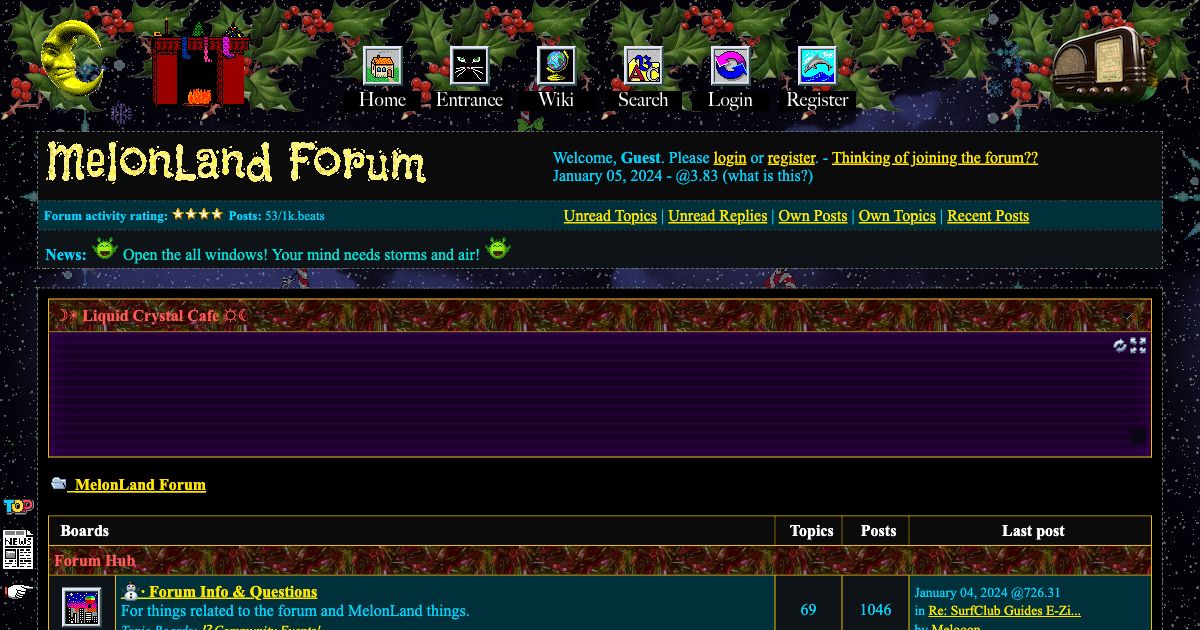 Home Entrance Wiki Search Login Register
MelonLand Forum
Welcome, Guest. Please login or register. - Thinking of joining the forum??
January 05, 2024 - @3.83 (what is this?)
Forum activity rating: Posts: 53/1k.beats
Unread Topics | Unread Replies | Own Posts | Own Topics | Recent Posts
News: Open the all windows! Your mind needs storms and air!
☽☀ Liquid Crystal Cafe ☼☾
MelonLand Forum
TOP
NEWS
Boards Topics Posts Last post
Forum Hub
· Forum Info & Questions
For things related to the forum and MelonLand things.
69 1046
January 04, 2024 @726.31
in Re: SurfClub Guides E-Zi...
by Melooon